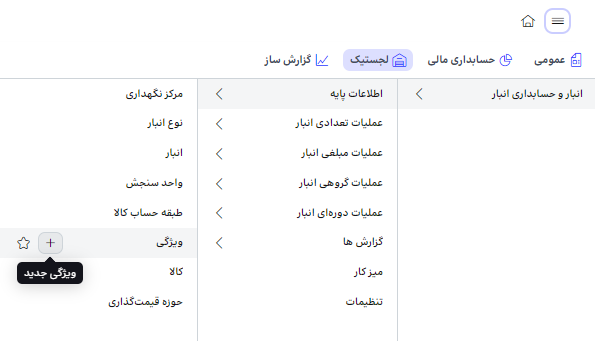 عمومی
حسابداری مالی
لجستیک
گزارش ساز
انبار و حسابداری انبار
اطلاعات پایه
عملیات تعدادی انبار
عملیات مبلغی انبار
عملیات گروهی انبار
عملیات دوره‌ای انبار
گزارش ها
میز کار
تنظیمات
مرکز نگهداری
نوع انبار
انبار
واحد سنجش
طبقه حساب کالا
ویژگی
ویژگی جدید
کالا
حوزه قیمت‌گذاری